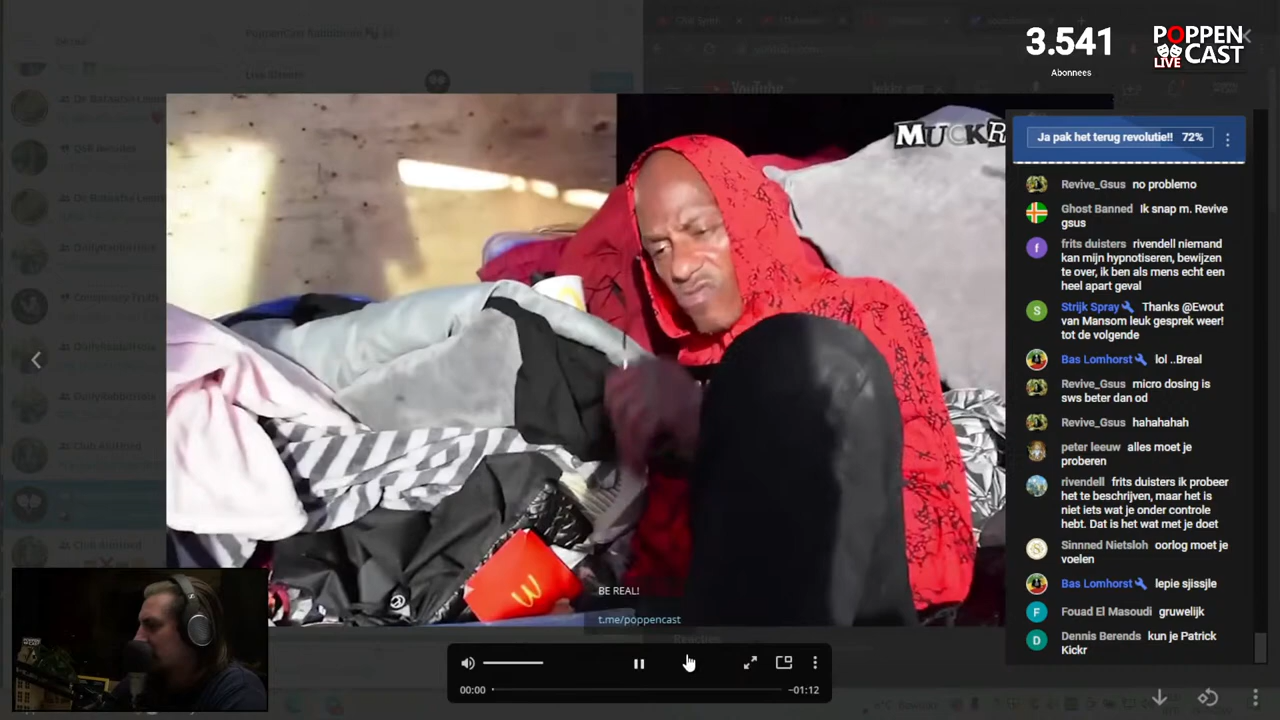 3.541
Abonnees
POPPEN
LIVE CAST
MUCKR
YouTube
Ja pak het terug revolutie!! 72%
Revive_Gsus no problemo
Ghost Banned Ik snap m. Revive
gsus
frits duisters rivendell niemand
kan mijn hypnotiseren, bewijzen
te over, ik ben als mens echt een
heel apart geval
Strijk Spray Thanks @Ewout
van Mansom leuk gesprek weer!
tot de volgende
Bas Lomhorst lol ..Breal
Revive_Gsus micro dosing is
sws beter dan od
Revive_Gsus hahahahah
peter leeuw alles moet je
proberen
rivendell frits duisters ik probeer
het te beschrijven, maar het is
niet iets wat je onder controle
hebt. Dat is het wat met je doet
Sinnned Nietsloh oorlog moet je
voelen
Bas Lomhorst lepie sjissjle
Fouad El Masoudi gruwelijk
Dennis Berends kun je Patrick
Kickr
BE REAL!
t.me/poppencast
Reacties
00:00
−01:12